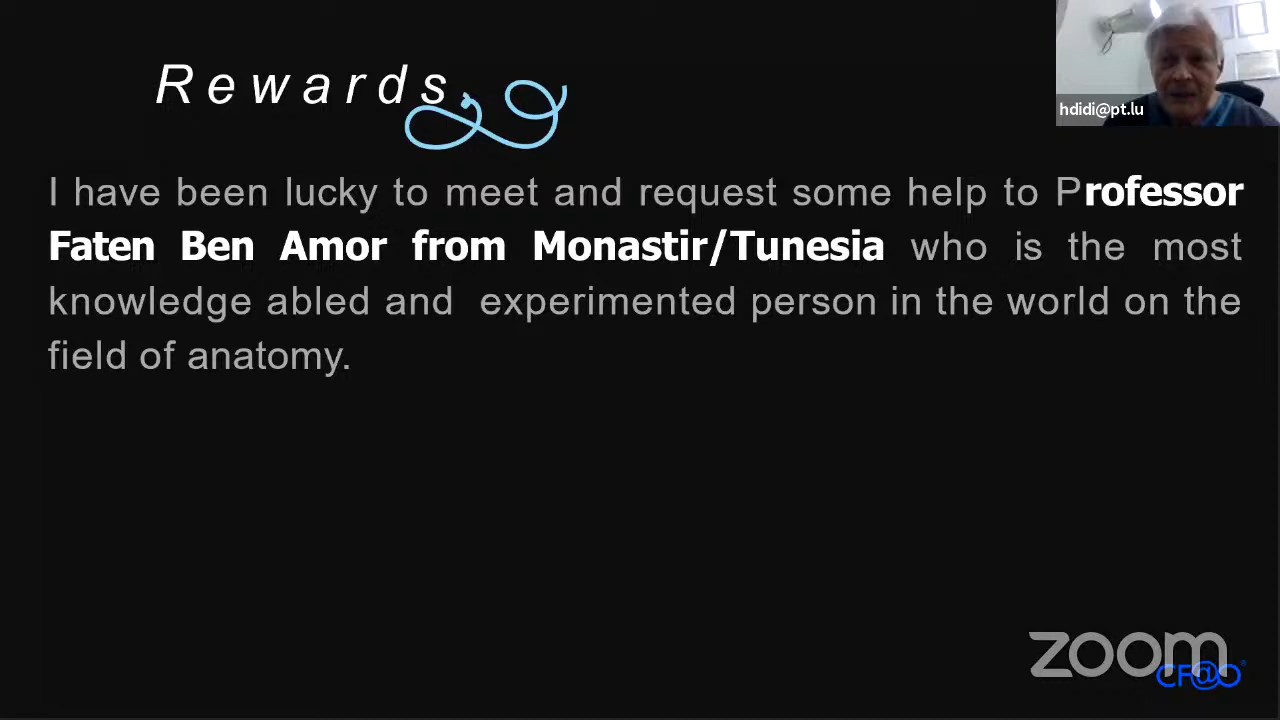 Rewards
hdidi@pt.lu
I have been lucky to meet and request some help to Professor
Faten Ben Amor from Monastir/Tunesia who is the most
knowledge abled and experimented person in the world on the
field of anatomy.
zoom
CF@O